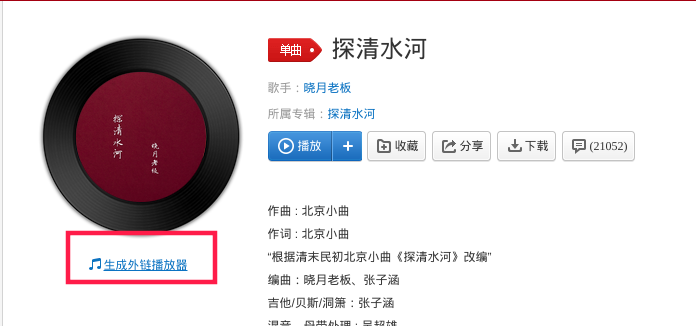 单曲
探清水河
歌手：晓月老板
所属专辑：探清水河
播放
+
收藏
分享
下载
(21052)
探清水河
晓月老板
生成外链播放器
作曲 : 北京小曲
作词 : 北京小曲
“根据清末民初北京小曲《探清水河》改编”
编曲：晓月老板、张子涵
吉他/贝斯/洞箫：张子涵